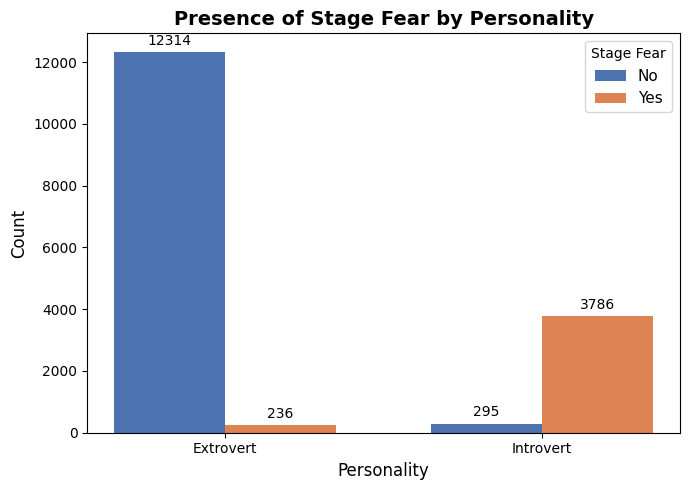 Presence of Stage Fear by Personality
12314
12000
10000
8000
6000
4000
2000
0
Count
236
295
3786
Stage Fear
No
Yes
Extrovert
Introvert
Personality